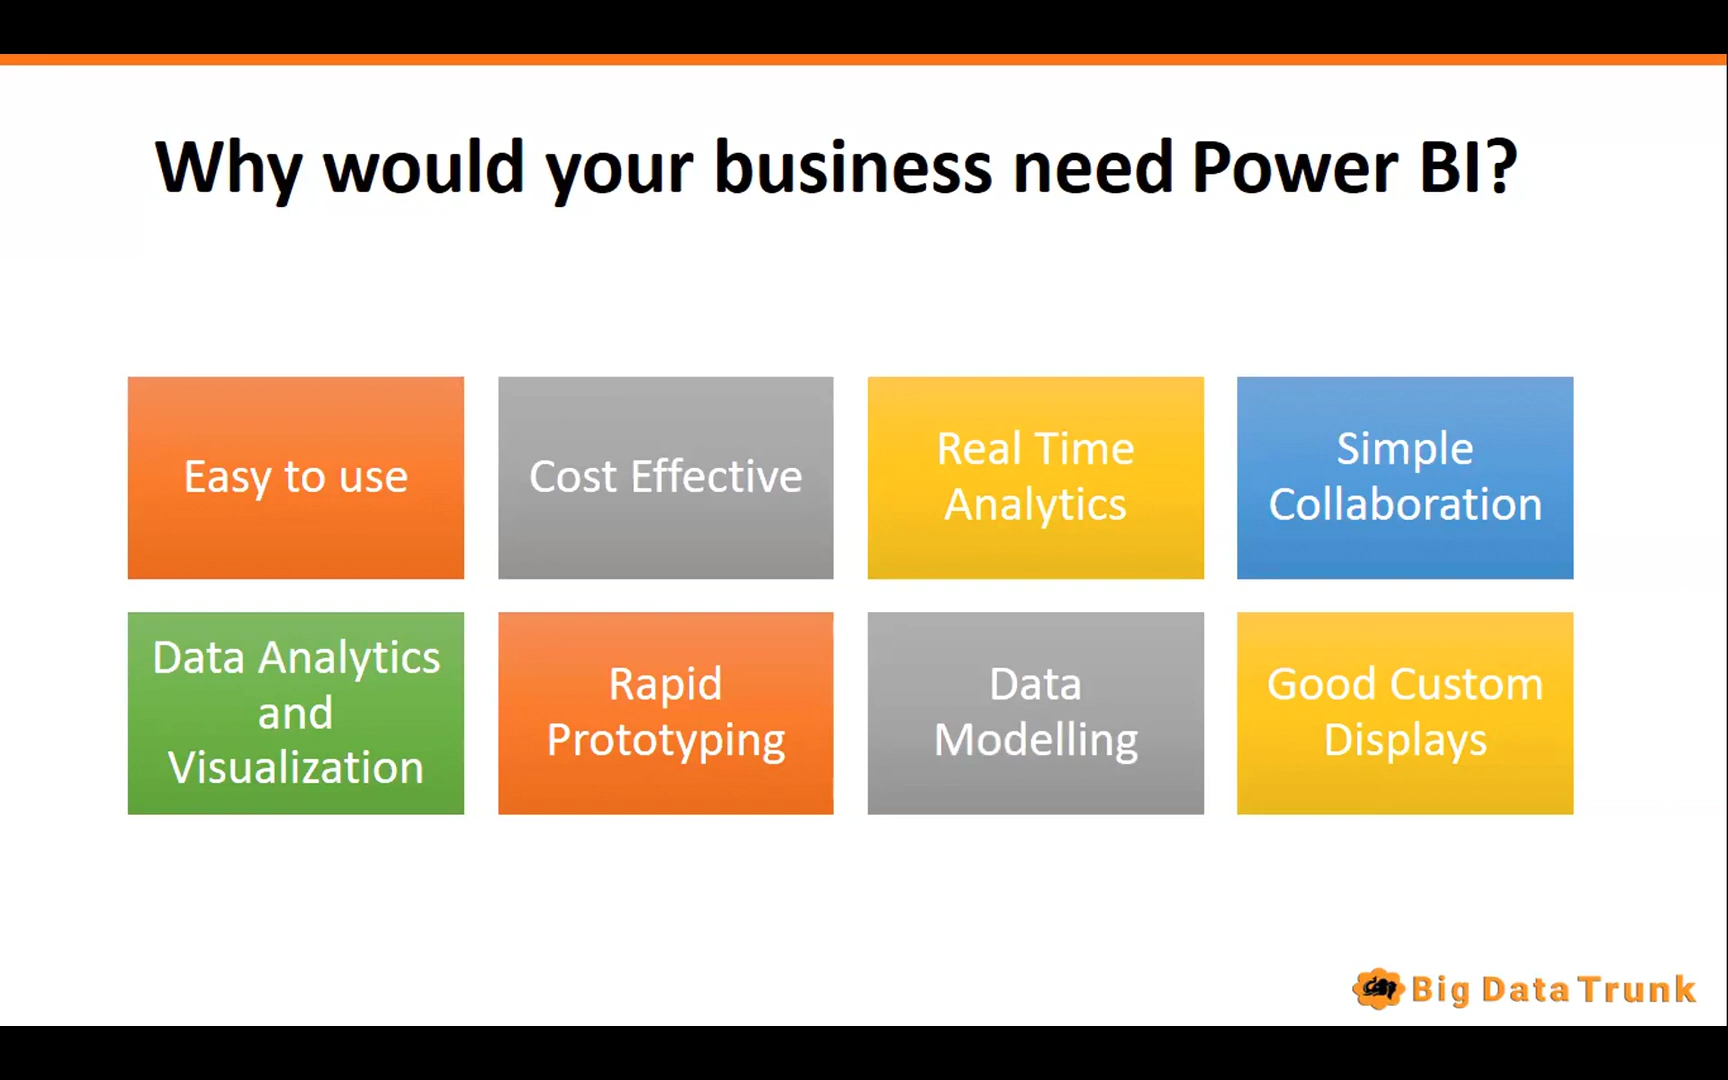 Why would your business need Power BI?
Easy to use
Cost Effective
Real Time
Analytics
Simple
Collaboration
Data Analytics
and
Visualization
Rapid
Prototyping
Data
Modelling
Good Custom
Displays
Big Data Trunk